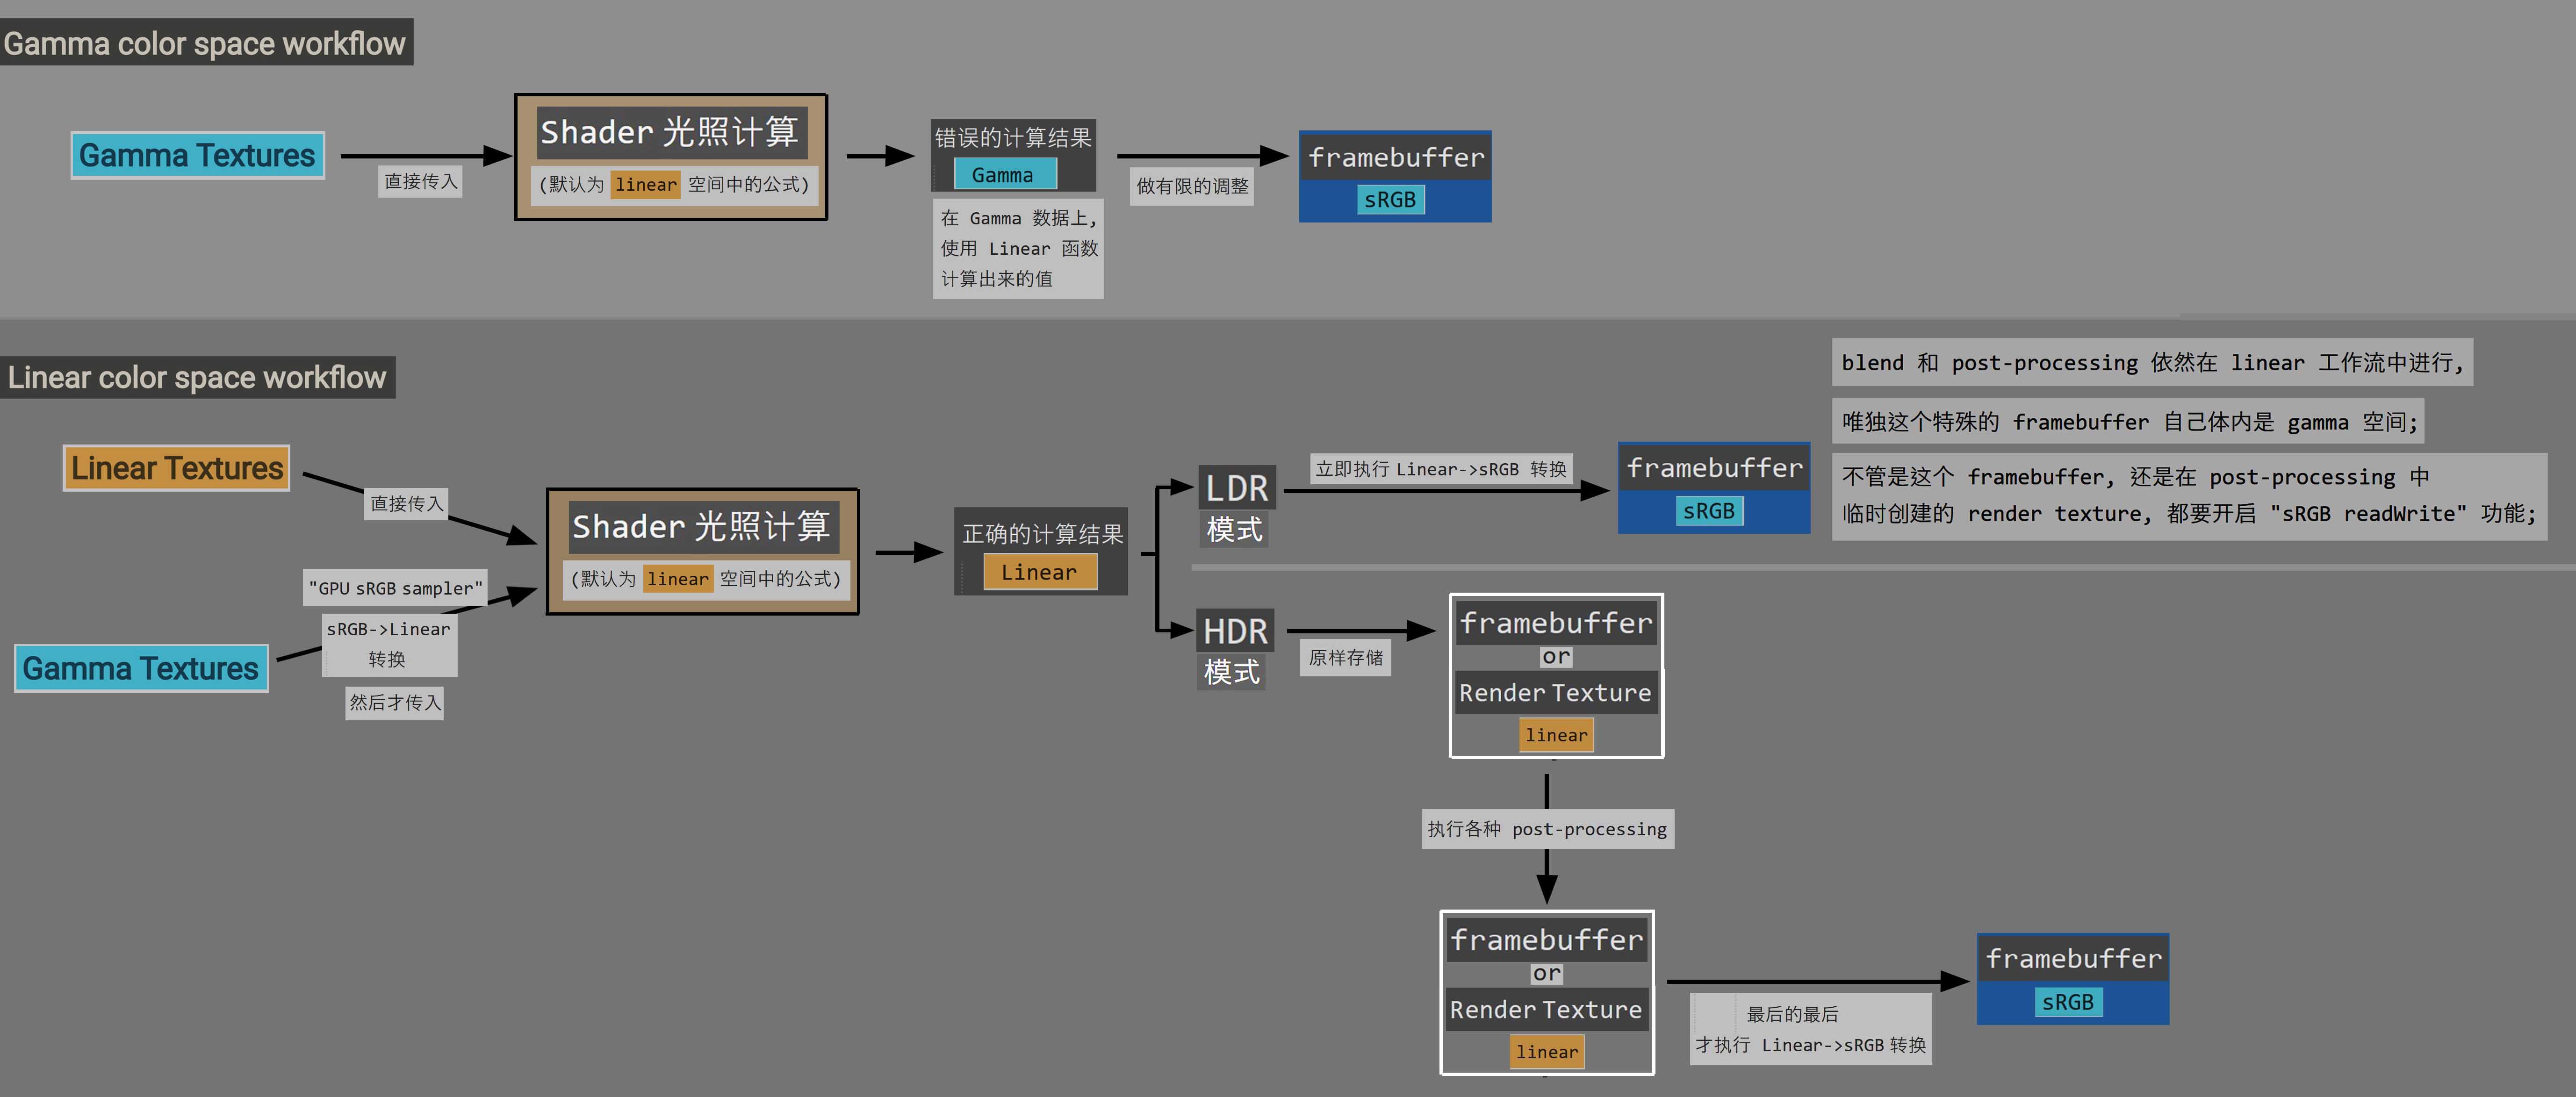 Gamma color space workflow
Gamma Textures
直接传入
Shader 光照计算
(默认为 linear 空间中的公式)
错误的计算结果
Gamma
在 Gamma 数据上,
使用 Linear 函数
计算出来的值
做有限的调整
framebuffer
sRGB
Linear color space workflow
Linear Textures
直接传入
"GPU sRGB sampler"
sRGB->Linear
转换
然后才传入
Gamma Textures
Shader 光照计算
(默认为 linear 空间中的公式)
正确的计算结果
Linear
LDR
模式
立即执行 Linear->sRGB 转换
framebuffer
sRGB
blend 和 post-processing 依然在 linear 工作流中进行,
唯独这个特殊的 framebuffer 自己体内是 gamma 空间;
不管是这个 framebuffer, 还是在 post-processing 中
临时创建的 render texture, 都要开启 "sRGB readWrite" 功能;
HDR
模式
原样存储
framebuffer
or
Render Texture
linear
执行各种 post-processing
framebuffer
or
Render Texture
linear
最后的最后
才执行 Linear->sRGB 转换
framebuffer
sRGB